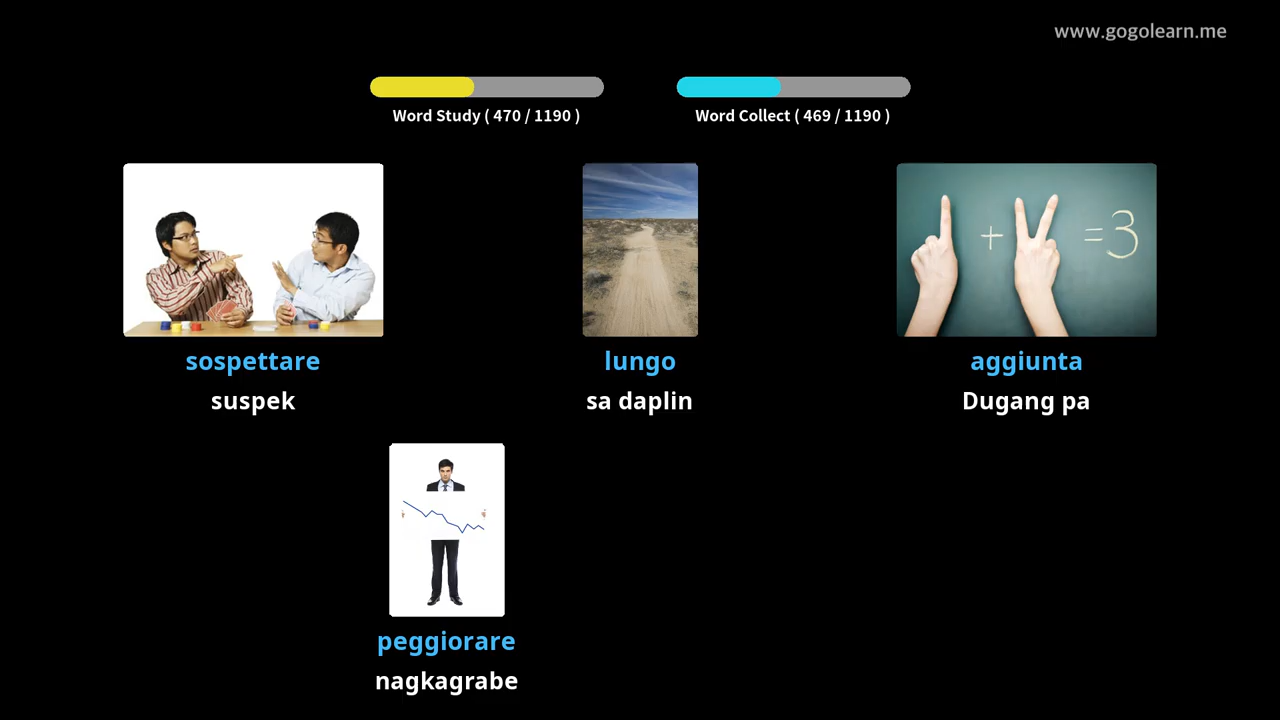 www.gogolearn.me
Word Study ( 470 / 1190 )
Word Collect ( 469 / 1190 )
+ =3
sospettare
suspek
lungo
sa daplin
aggiunta
Dugang pa
peggiorare
nagkagrabe